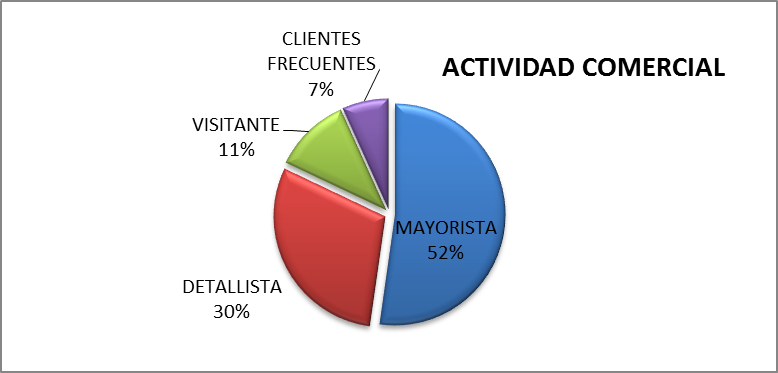 ACTIVIDAD COMERCIAL
CLIENTES
FRECUENTES
7%
VISITANTE
11%
MAYORISTA
52%
DETALLISTA
30%